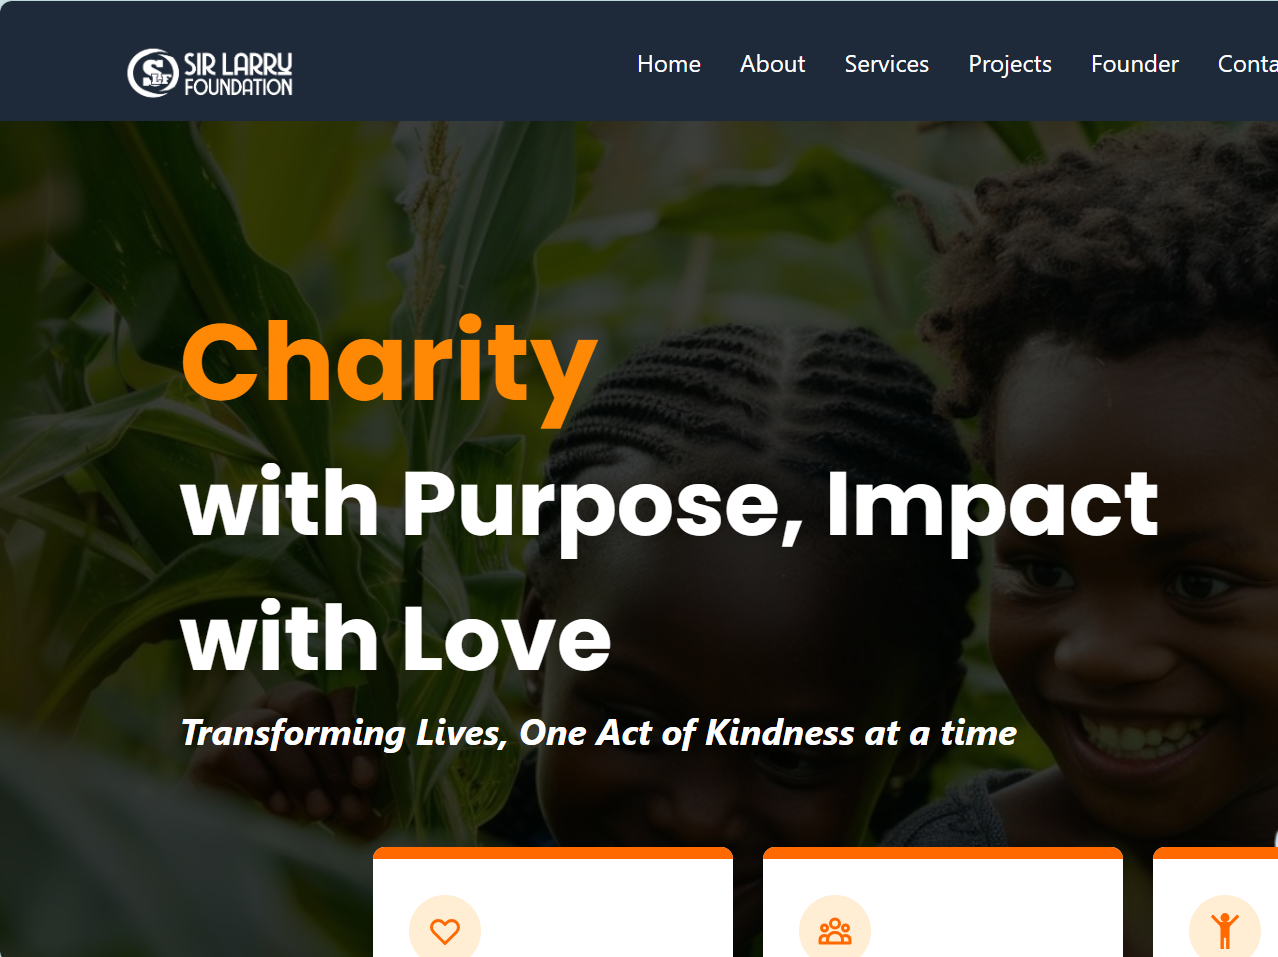 SLF
SIR LARRY
FOUNDATION
Home About Services Projects Founder Conta
Charity
with Purpose, Impact
with Love
Transforming Lives, One Act of Kindness at a time